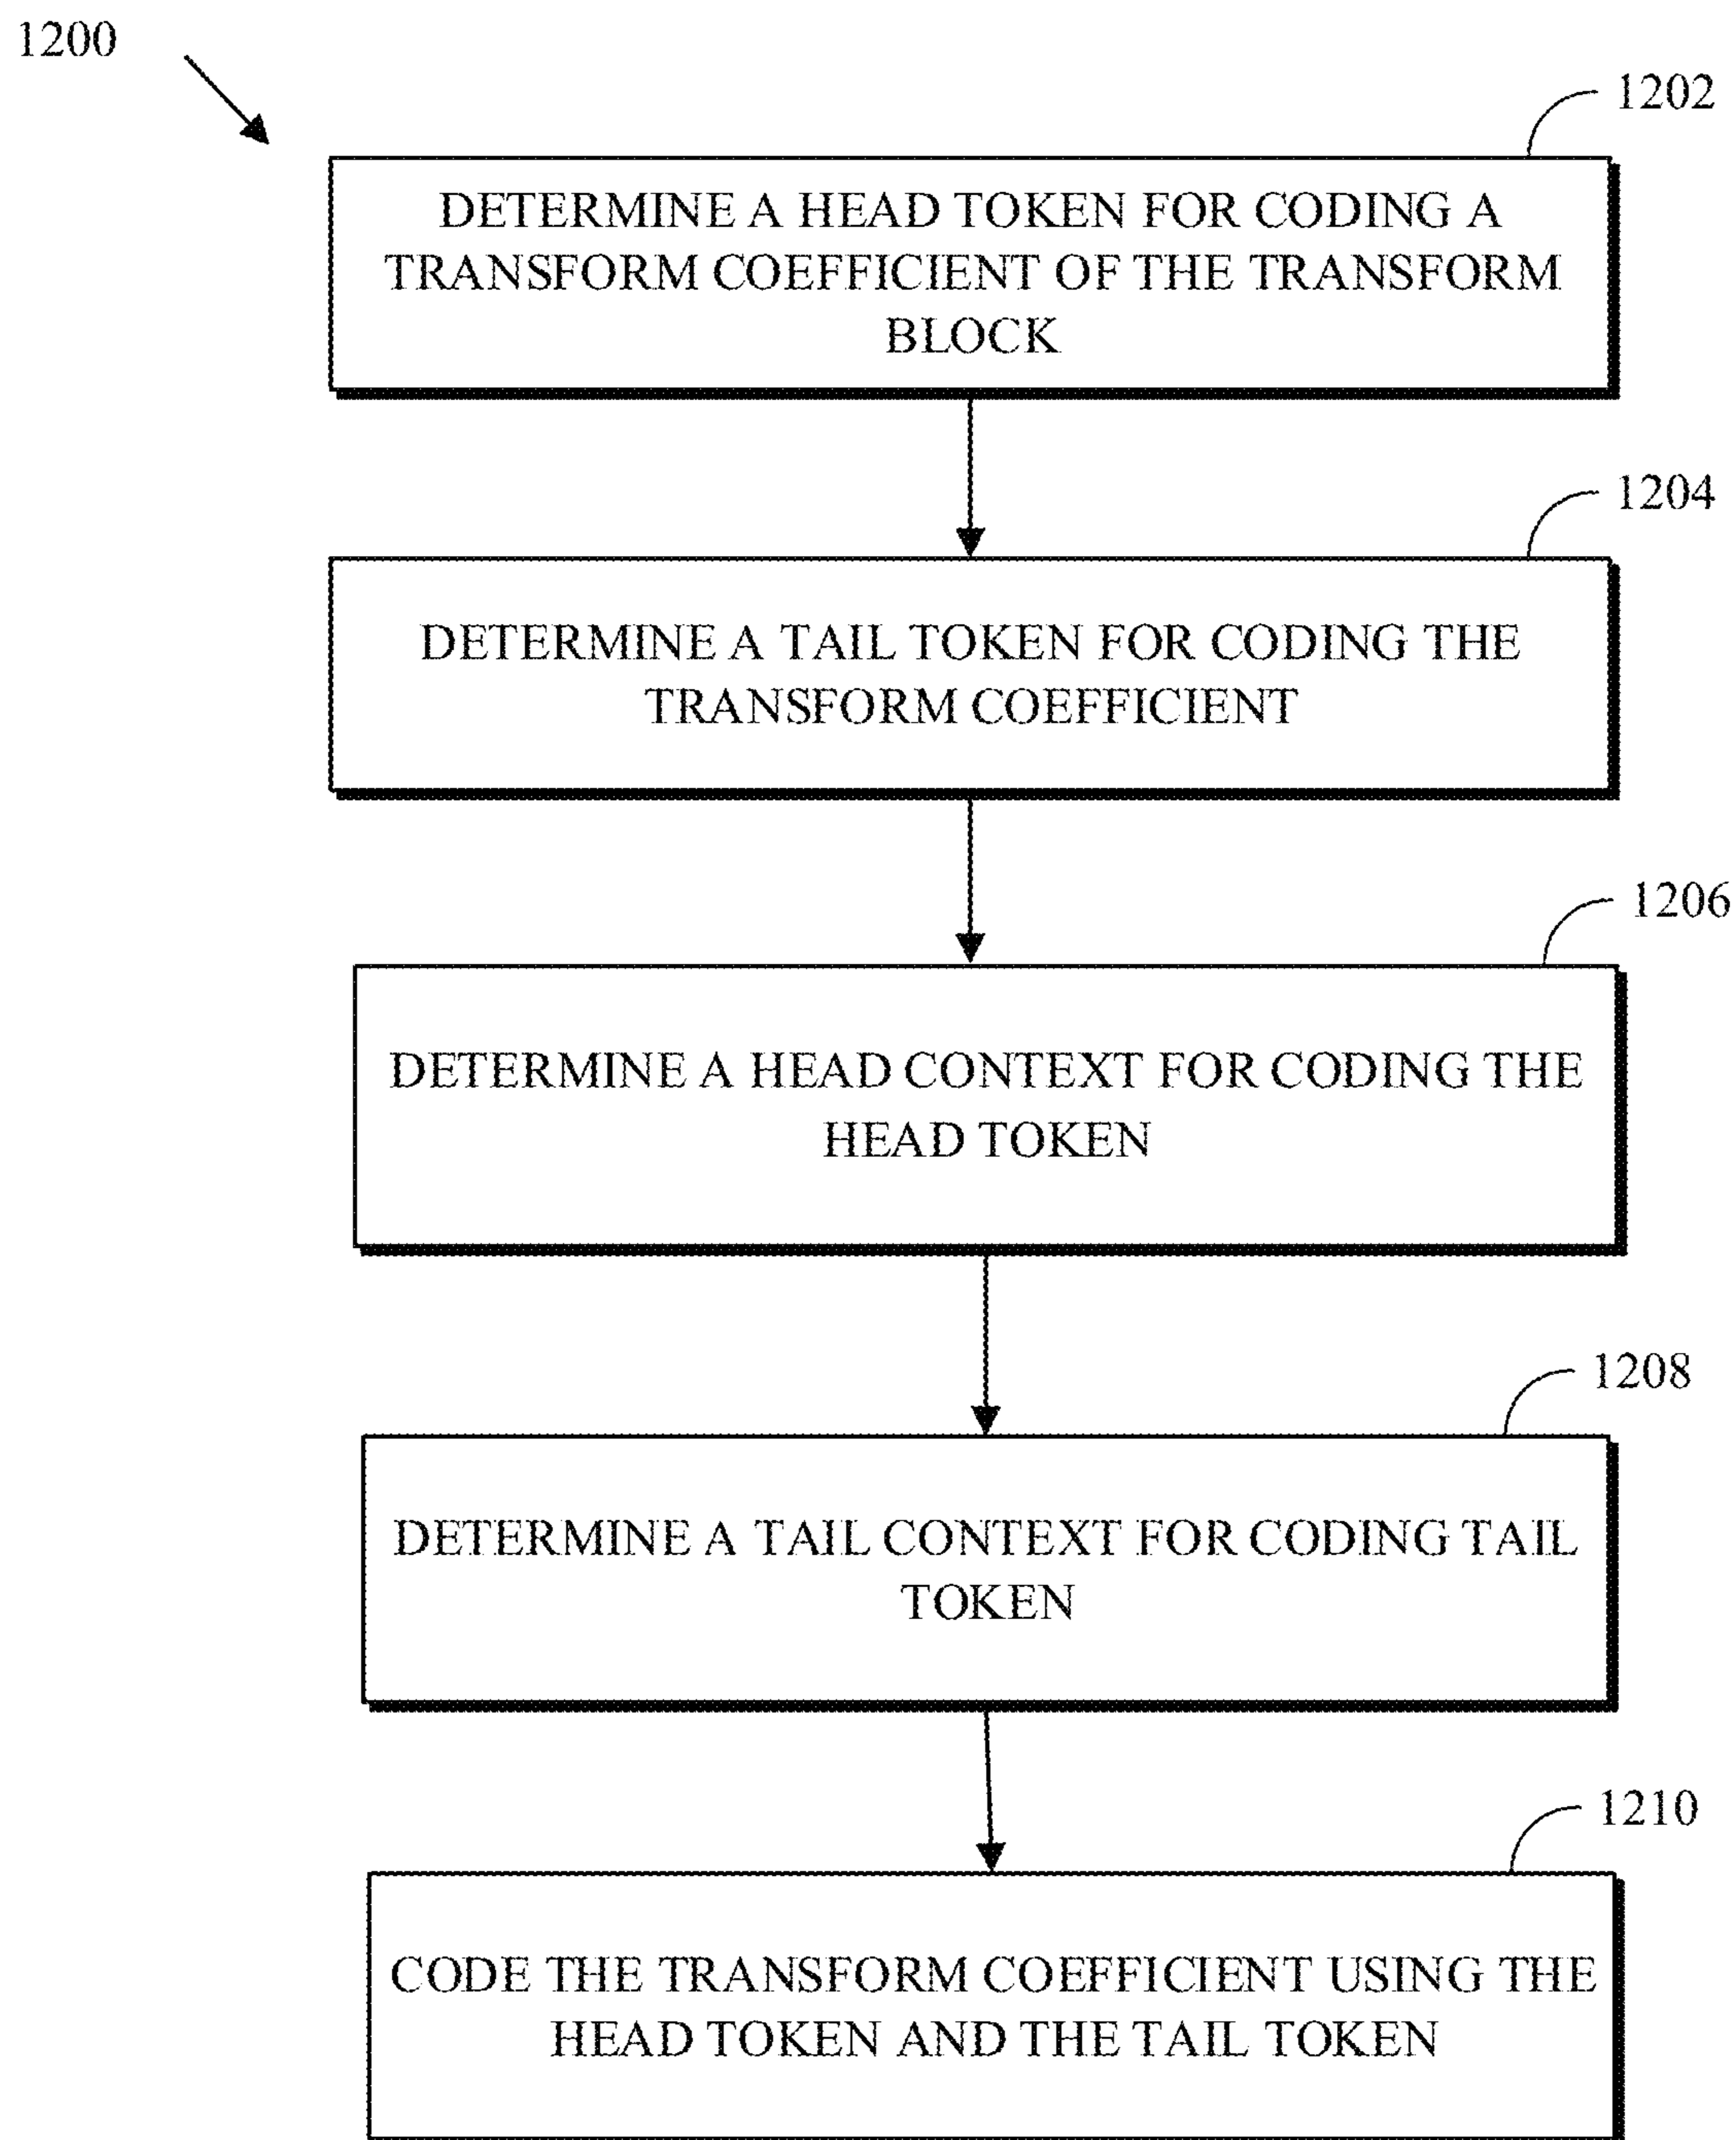 1200
1202
DETERMINE A HEAD TOKEN FOR CODING A
TRANSFORM COEFFICIENT OF THE TRANSFORM
BLOCK
1204
DETERMINE A TAIL TOKEN FOR CODING THE
TRANSFORM COEFFICIENT
1206
DETERMINE A HEAD CONTEXT FOR CODING THE
HEAD TOKEN
1208
DETERMINE A TAIL CONTEXT FOR CODING TAIL
TOKEN
1210
CODE THE TRANSFORM COEFFICIENT USING THE
HEAD TOKEN AND THE TAIL TOKEN